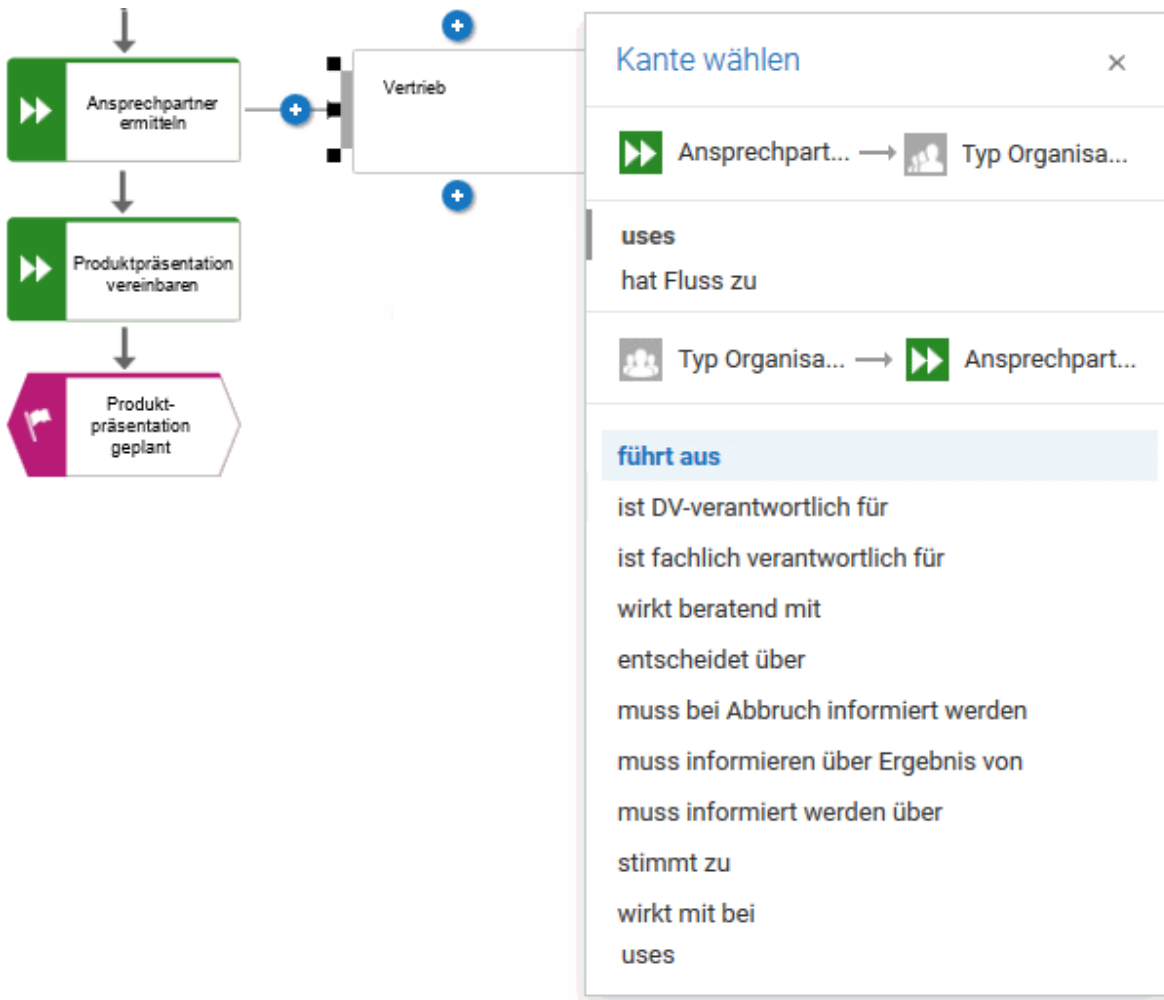 Ansprechpartner
ermitteln
Vertrieb
Produktpräsentation
vereinbaren
Produkt-
präsentation
geplant
Kante wählen
Ansprechpart...
Typ Organisa...
uses
hat Fluss zu
Typ Organisa...
Ansprechpart...
führt aus
ist DV-verantwortlich für
ist fachlich verantwortlich für
wirkt beratend mit
entscheidet über
muss bei Abbruch informiert werden
muss informieren über Ergebnis von
muss informiert werden über
stimmt zu
wirkt mit bei
uses